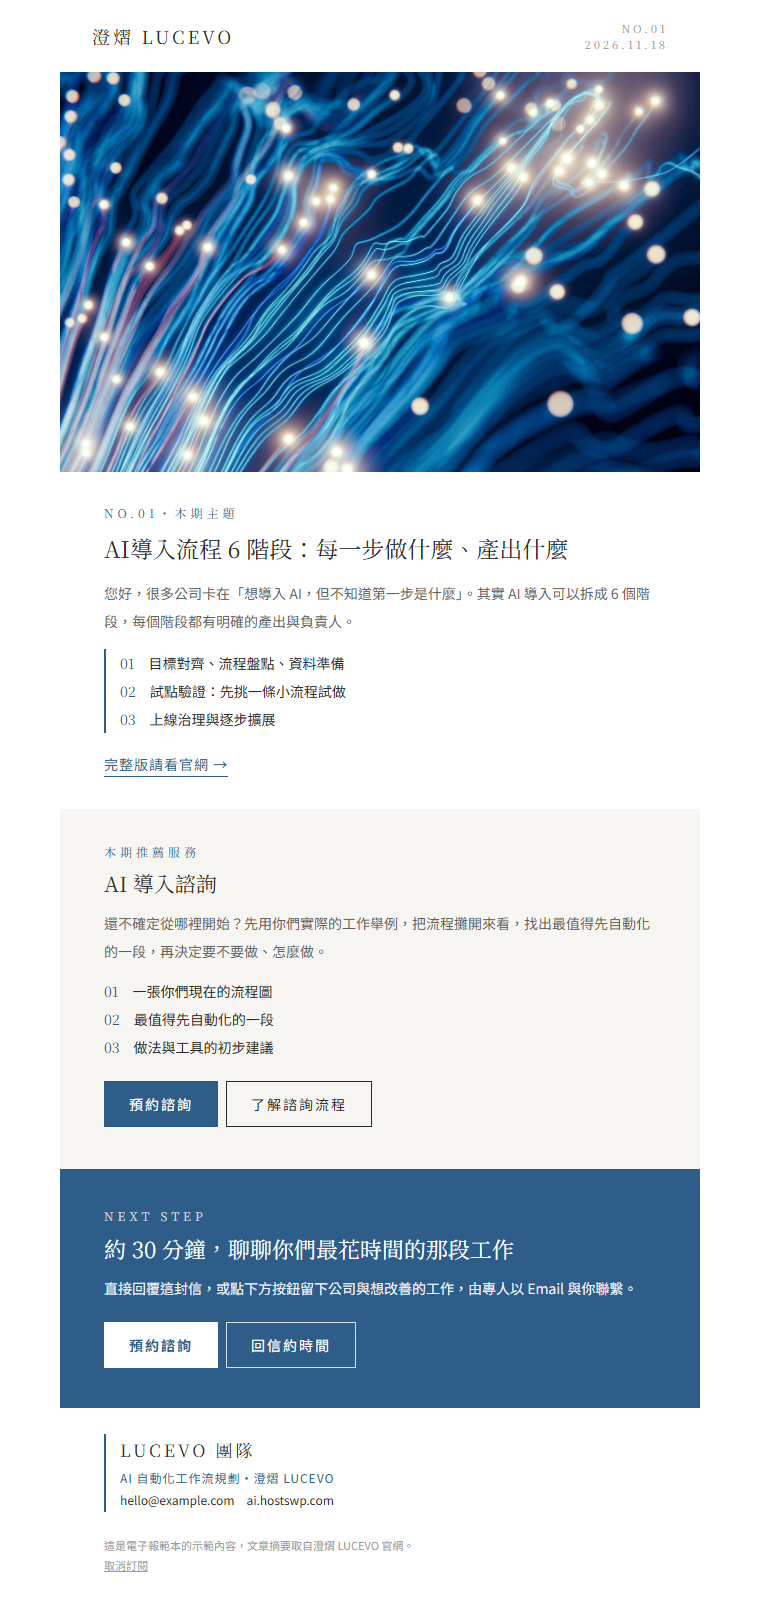 澄熠 LUCEVO
NO.01
2026.11.18
NO.01・本期主題
AI導入流程 6 階段：每一步做什麼、產出什麼
您好，很多公司卡在「想導入 AI，但不知道第一步是什麼」。其實 AI 導入可以拆成 6 個階
段，每個階段都有明確的產出與負責人。
01 目標對齊、流程盤點、資料準備
02 試點驗證：先挑一條小流程試做
03 上線治理與逐步擴展
完整版請看官網 →
本期推薦服務
AI 導入諮詢
還不確定從哪裡開始？先用你們實際的工作舉例，把流程攤開來看，找出最值得先自動化
的一段，再決定要不要做、怎麼做。
01 一張你們現在的流程圖
02 最值得先自動化的一段
03 做法與工具的初步建議
預約諮詢
了解諮詢流程
NEXT STEP
約 30 分鐘，聊聊你們最花時間的那段工作
直接回覆這封信，或點下方按鈕留下公司與想改善的工作，由專人以 Email 與你聯繫。
預約諮詢
回信約時間
LUCEVO 團隊
AI 自動化工作流規劃・澄熠 LUCEVO
hello@example.com ai.hostswp.com
這是電子報範本的示範內容，文章摘要取自澄熠 LUCEVO 官網。
取消訂閱